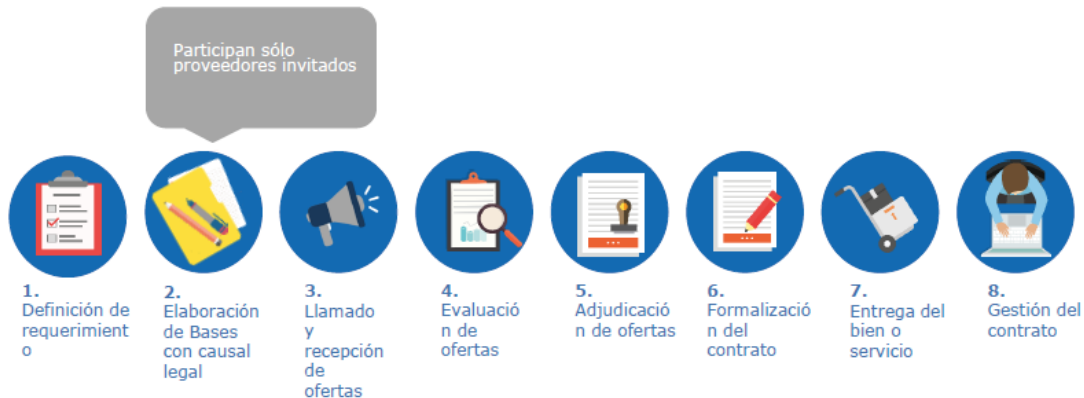 Participan sólo
proveedores invitados
1.
Definición de
requerimient
o
2.
Elaboración
de Bases
con causal
legal
3.
Llamado
y
recepción
de
ofertas
4.
Evaluació
n de
ofertas
5.
Adjudicació
n de ofertas
6.
Formalizació
n del
contrato
7.
Entrega del
bien o
servicio
8.
Gestión del
contrato